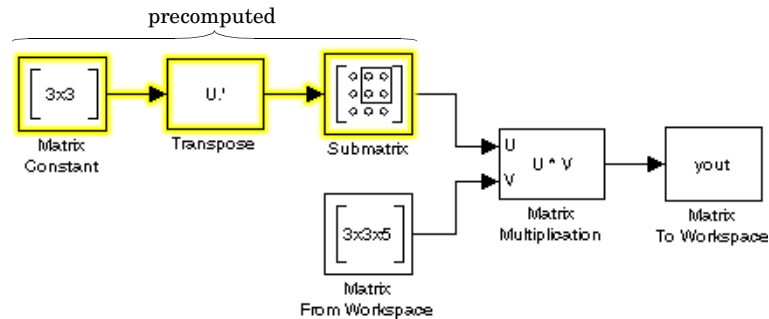 precomputed
3x3
U.'
Matrix
Constant
Transpose
Submatrix
U
V
U * V
yout
3x3x5
Matrix
Multiplication
Matrix
To Workspace
Matrix
From Workspace